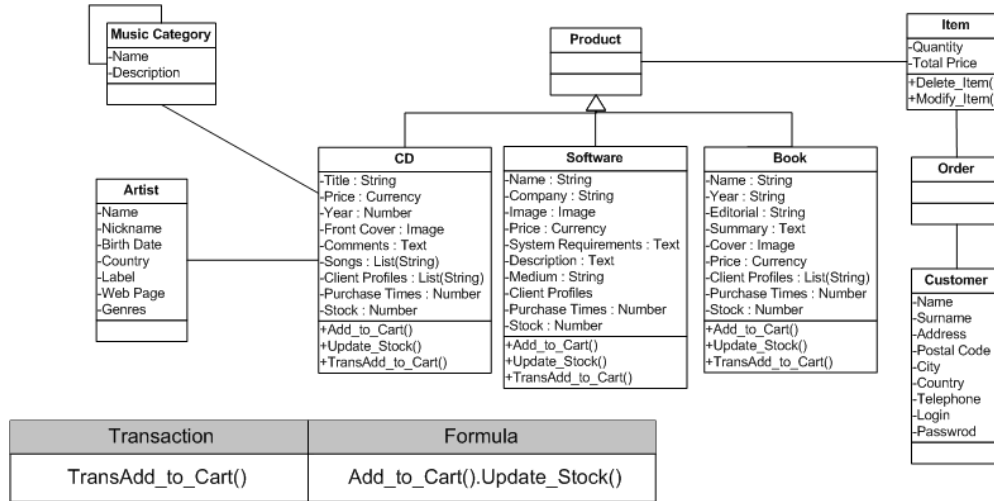 Music Category
-Name
-Description
Product
Item
-Quantity
-Total Price
+Delete_Item(
+Modify_Item(
CD
-Title : String
-Price : Currency
-Year : Number
-Front Cover : Image
-Comments : Text
-Songs : List(String)
-Client Profiles : List(String)
-Purchase Times : Number
-Stock : Number
+Add_to_Cart()
+Update_Stock()
+TransAdd_to_Cart()
Software
-Name : String
-Company : String
-Image : Image
-Price : Currency
-System Requirements : Text
-Description : Text
-Medium : String
-Client Profiles
-Purchase Times : Number
-Stock : Number
+Add_to_Cart()
+Update_Stock()
+TransAdd_to_Cart()
Book
-Name : String
-Year : String
-Editorial : String
-Summary : Text
-Cover : Image
-Price : Currency
-Client Profiles : List(String)
-Purchase Times : Number
-Stock : Number
+Add_to_Cart()
+Update_Stock()
+TransAdd_to_Cart()
Order
Artist
-Name
-Nickname
-Birth Date
-Country
-Label
-Web Page
-Genres
Customer
-Name
-Surname
-Address
-Postal Code
-City
-Country
-Telephone
-Login
-Passwrod
Transaction
Formula
TransAdd_to_Cart()
Add_to_Cart().Update_Stock()